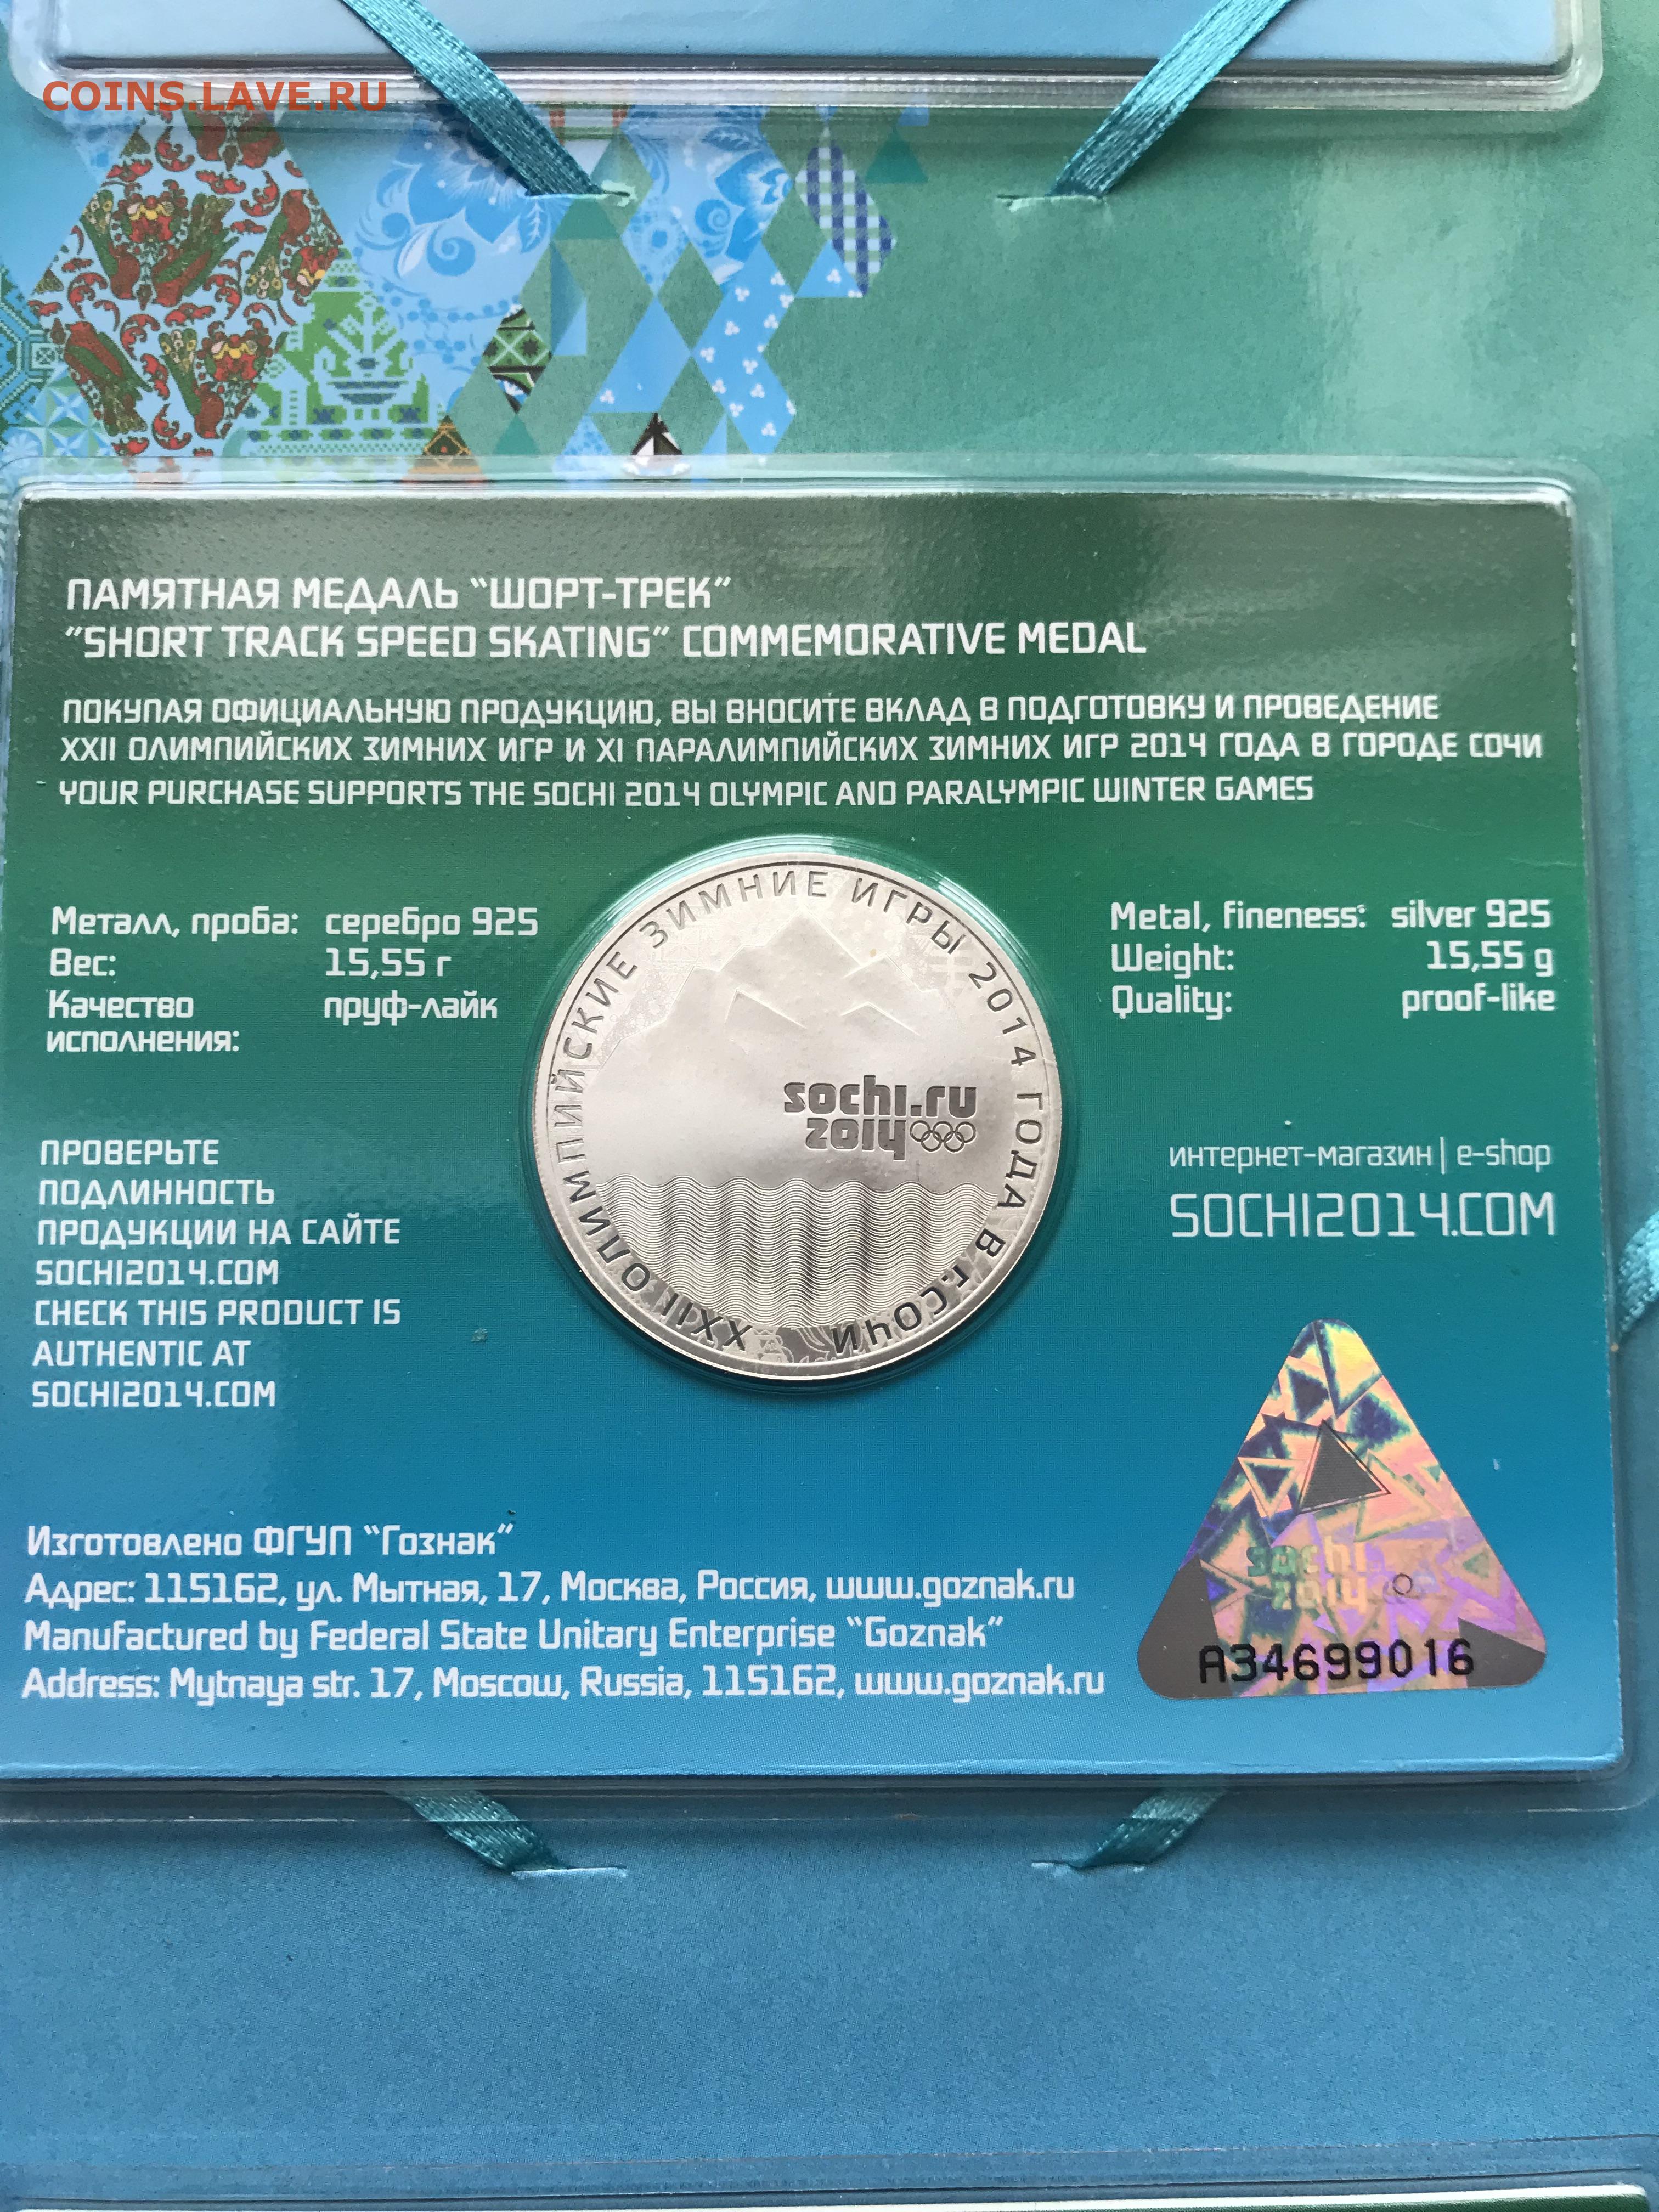 COINS.LAVE.RU
ПАМЯТНАЯ МЕДАЛЬ “ШОРТ-ТРЕК”
“SHORT TRACK SPEED SKATING” COMMEMORATIVE MEDAL
ПОКУПАЯ ОФИЦИАЛЬНУЮ ПРОДУКЦИЮ, ВЫ ВНОСИТЕ ВКЛАД В ПОДГОТОВКУ И ПРОВЕДЕНИЕ
XXII ОЛИМПИЙСКИХ ЗИМНИХ ИГР И XI ПАРАЛИМПИЙСКИХ ЗИМНИХ ИГР 2014 ГОДА В ГОРОДЕ СОЧИ
YOUR PURCHASE SUPPORTS THE SOCHI 2014 OLYMPIC AND PARALYMPIC WINTER GAMES
Металл, проба: серебро 925
Вес: 15,55 г
Качество пруф-лайк
исполнения:
XXII ОЛИМПИЙСКИЕ ЗИМНИЕ ИГРЫ 2014 ГОДА В г.СОЧИ
sochi.ru
2014
Metal, fineness: silver 925
Weight: 15,55 g
Quality: proof-like
ПРОВЕРЬТЕ
ПОДЛИННОСТЬ
ПРОДУКЦИИ НА САЙТЕ
SOCHI2014.COM
CHECK THIS PRODUCT IS
AUTHENTIC AT
SOCHI2014.COM
интернет-магазин | e-shop
SOCHI2014.COM
Изготовлено ФГУП “Гознак”
Адрес: 115162, ул. Мытная, 17, Москва, Россия, www.goznak.ru
Manufactured by Federal State Unitary Enterprise “Goznak”
Address: Mytnaya str. 17, Moscow, Russia, 115162, www.goznak.ru
sochi
2014
A34699016